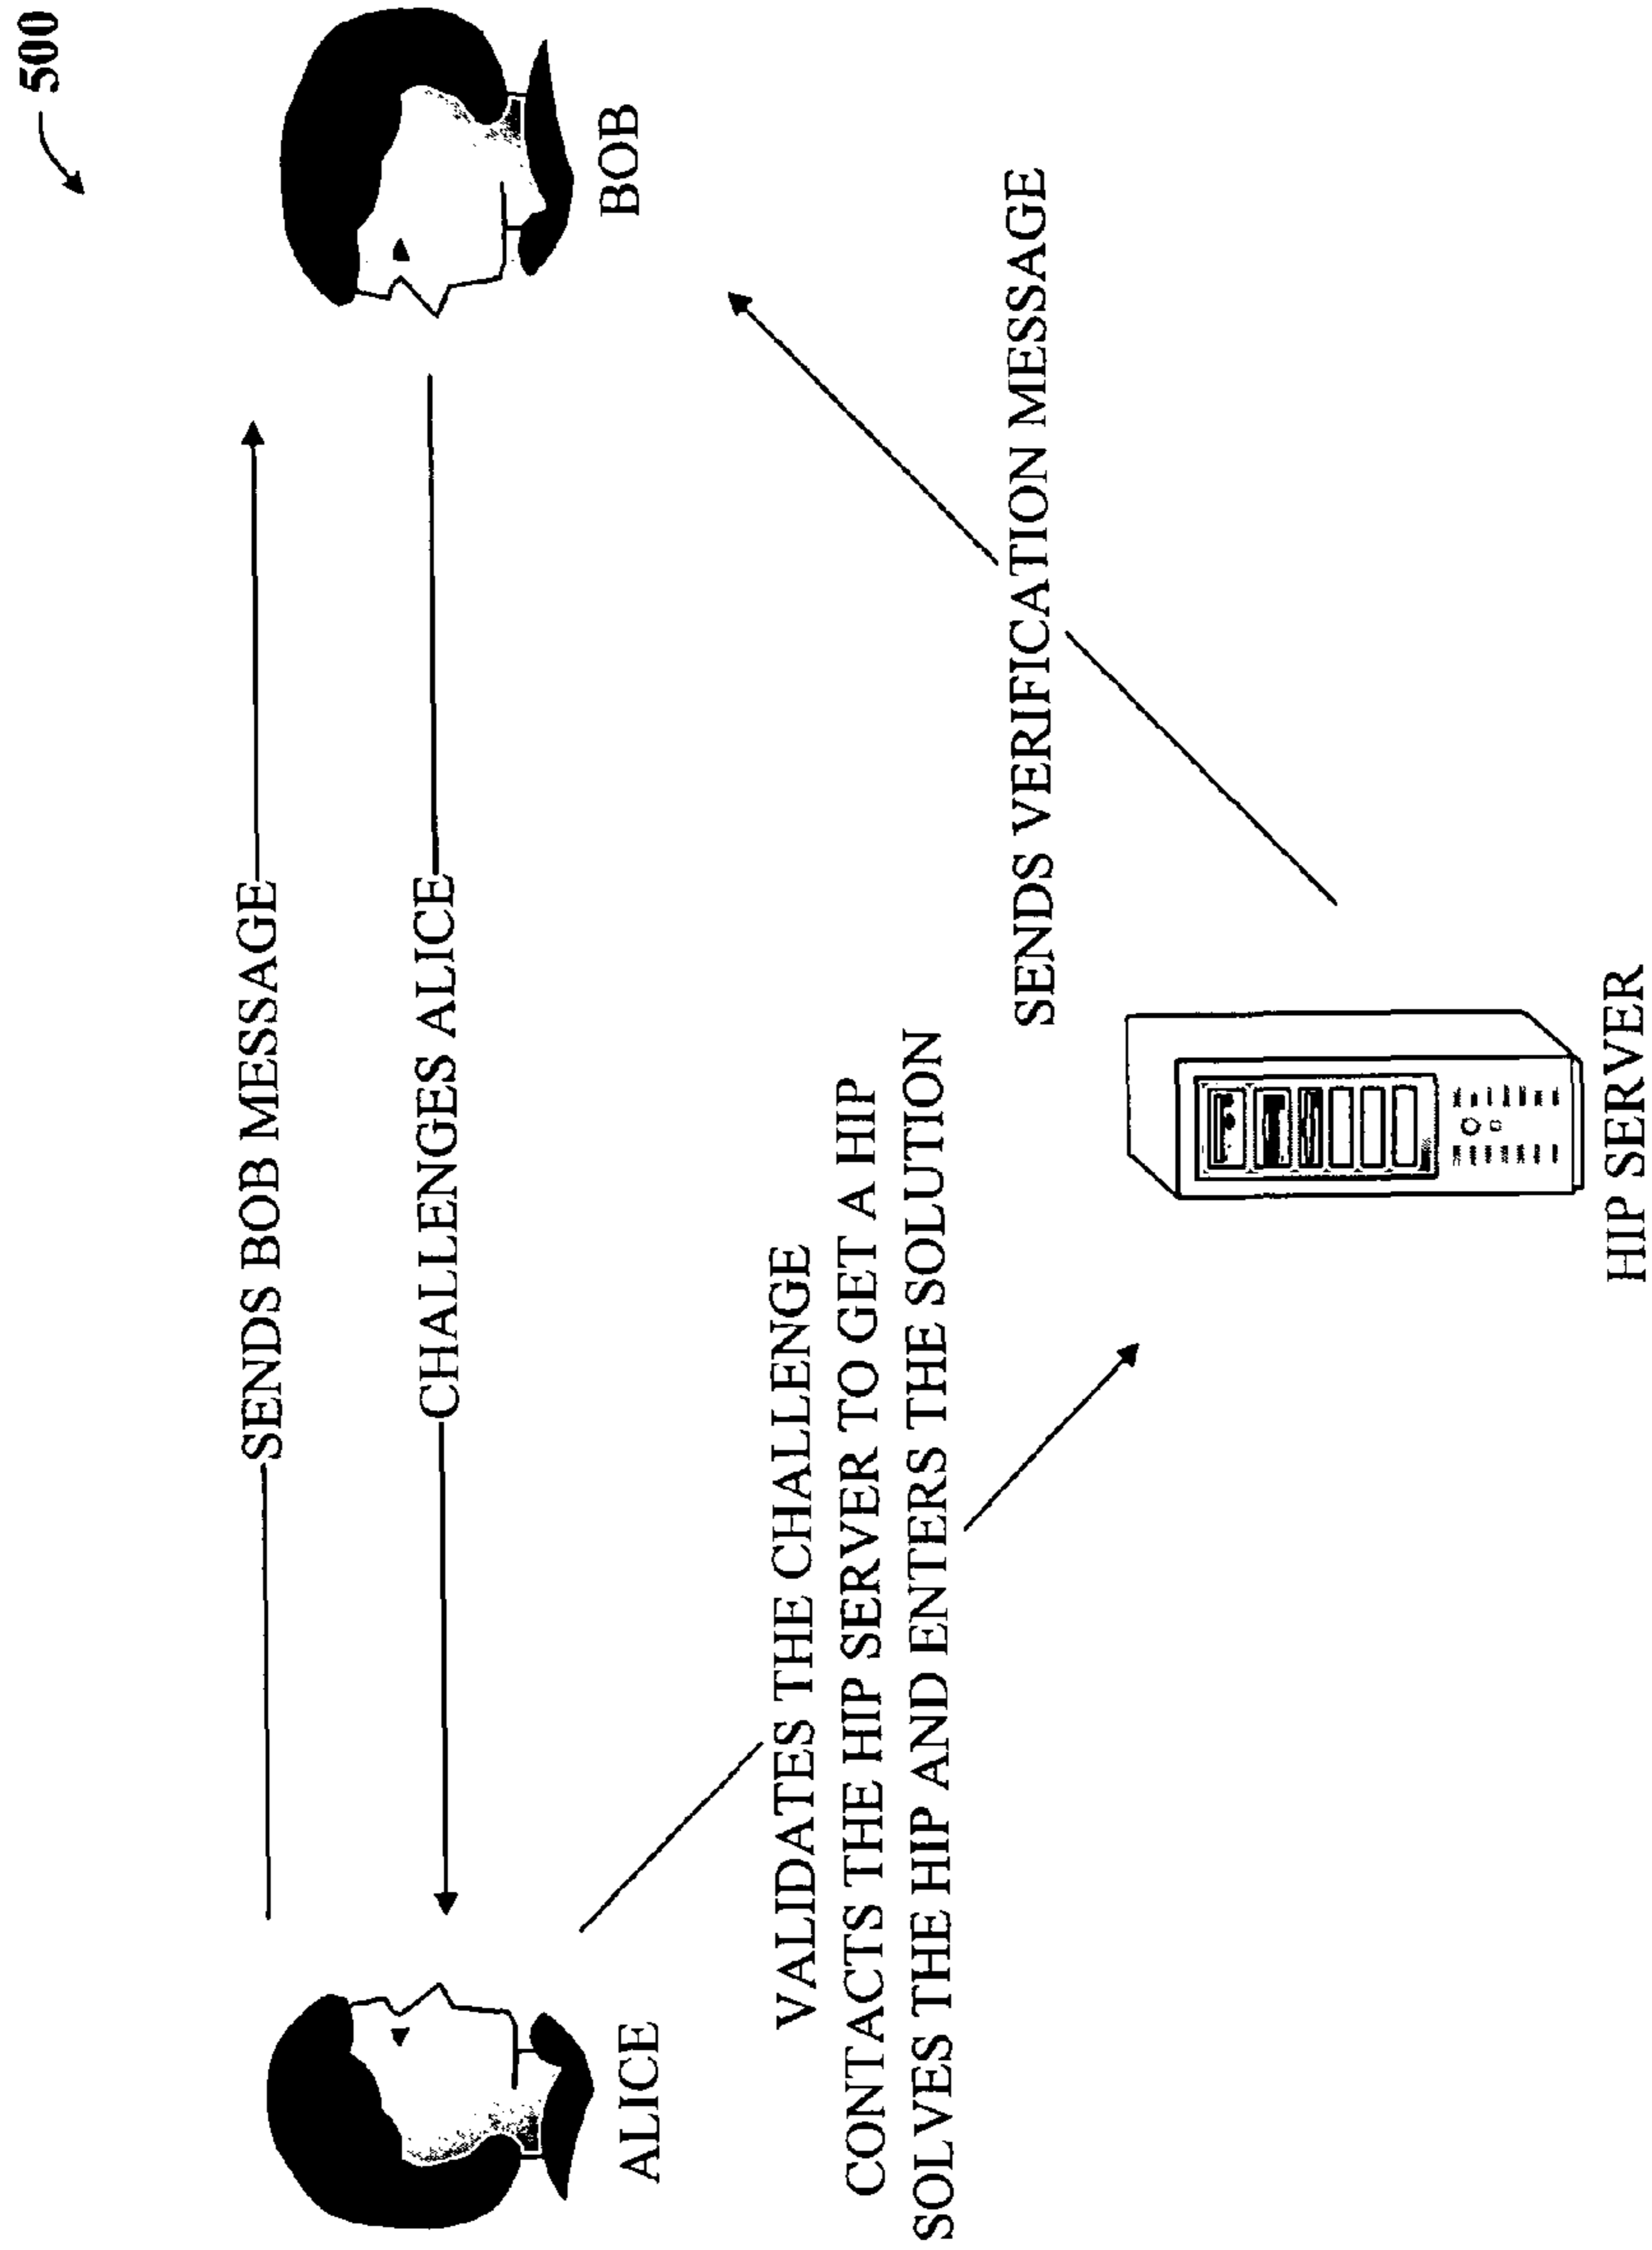 500
SENDS BOB MESSAGE
CHALLENGES ALICE
ALICE
BOB
VALIDATES THE CHALLENGE
CONTACTS THE HIP SERVER TO GET A HIP
SOLVES THE HIP AND ENTERS THE SOLUTION
SENDS VERIFICATION MESSAGE
HIP SERVER